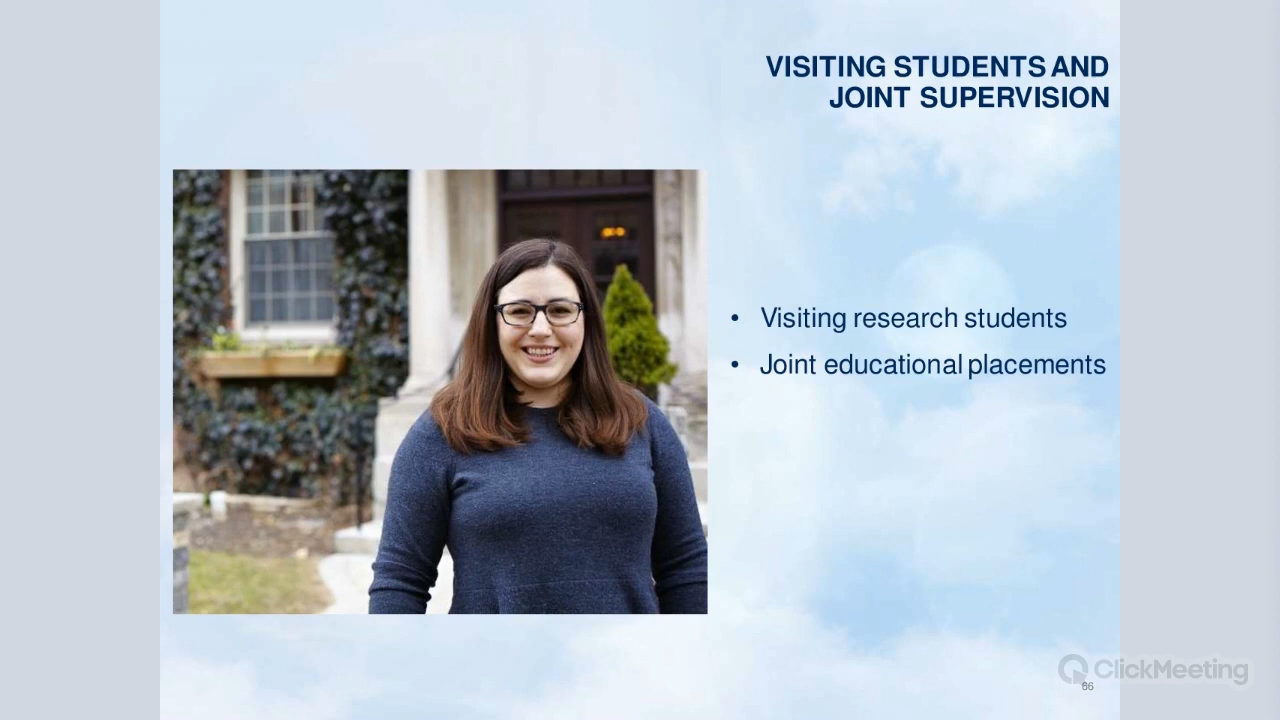 VISITING STUDENTS AND
JOINT SUPERVISION
• Visiting research students
• Joint educational placements
ClickMeeting
66